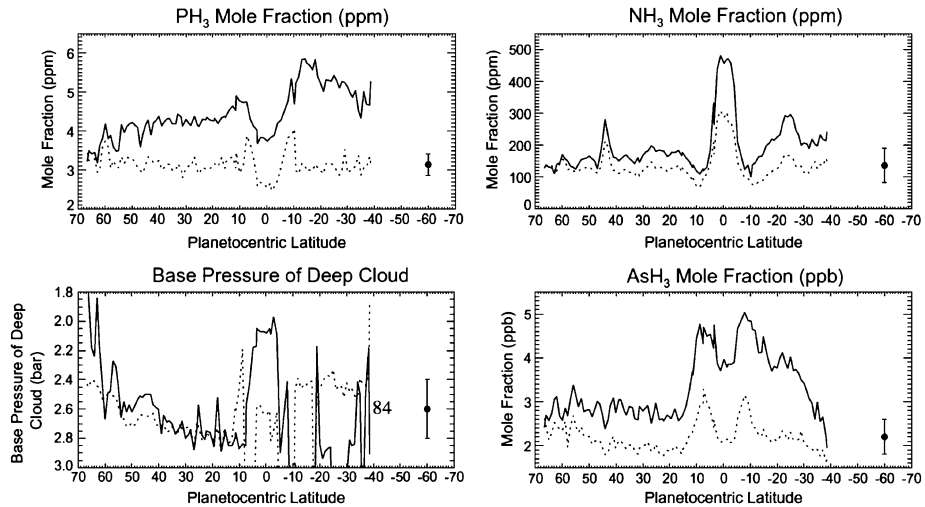 PH3 Mole Fraction (ppm)
Mole Fraction (ppm)
6
5
4
3
2
70 60 50 40 30 20 10 0 -10 -20 -30 -40 -50 -60 -70
Planetocentric Latitude
NH3 Mole Fraction (ppm)
Mole Fraction (ppm)
500
400
300
200
100
0
70 60 50 40 30 20 10 0 -10 -20 -30 -40 -50 -60 -70
Planetocentric Latitude
Base Pressure of Deep Cloud
Base Pressure of Deep
Cloud (bar)
1.8
2.0
2.2
2.4
2.6
2.8
3.0
84
70 60 50 40 30 20 10 0 -10 -20 -30 -40 -50 -60 -70
Planetocentric Latitude
AsH3 Mole Fraction (ppb)
Mole Fraction (ppb)
5
4
3
2
70 60 50 40 30 20 10 0 -10 -20 -30 -40 -50 -60 -70
Planetocentric Latitude